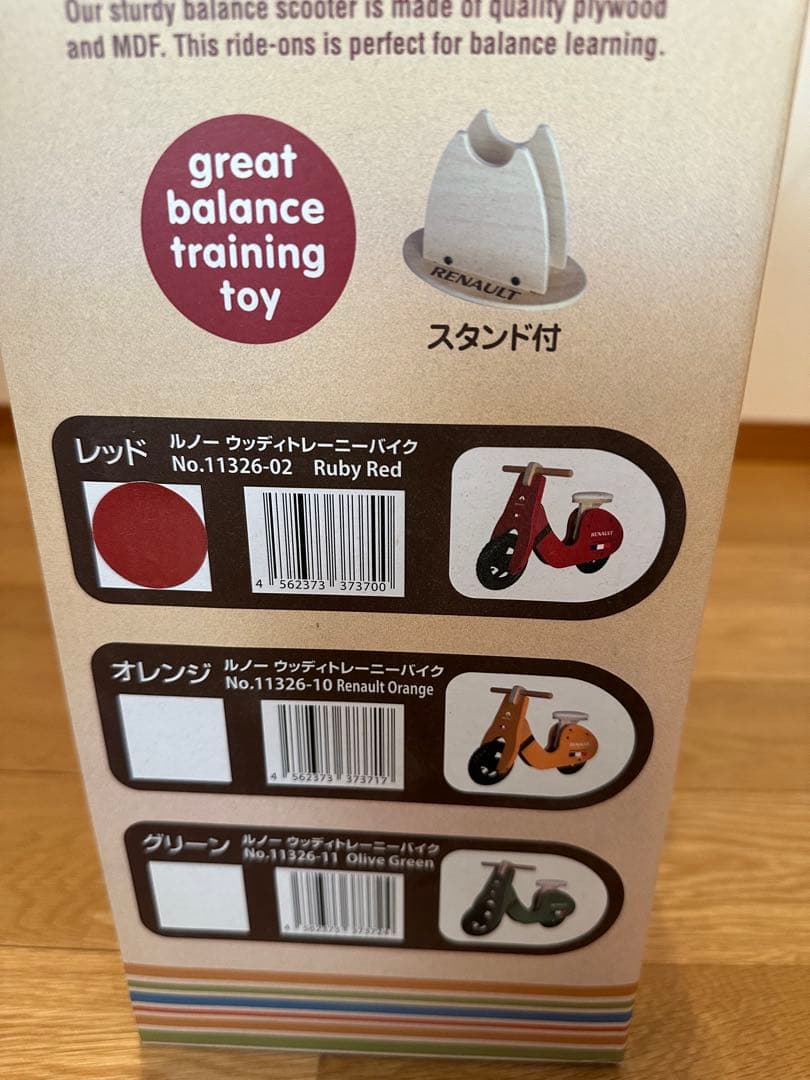 Our sturdy balance scooter is made of quality plywood
and MDF. This ride-ons is perfect for balance learning.
great
balance
training
toy
RENAULT
スタンド付
レッド
ルノー ウッディトレーニーバイク
No.11326-02 Ruby Red
4 562373 373700
RENAULT
オレンジ
ルノー ウッディトレーニーバイク
No.11326-10 Renault Orange
4 562373 373717
RENAULT
グリーン
ルノー ウッディトレーニーバイク
No.11326-11 Olive Green
4 562373 373724